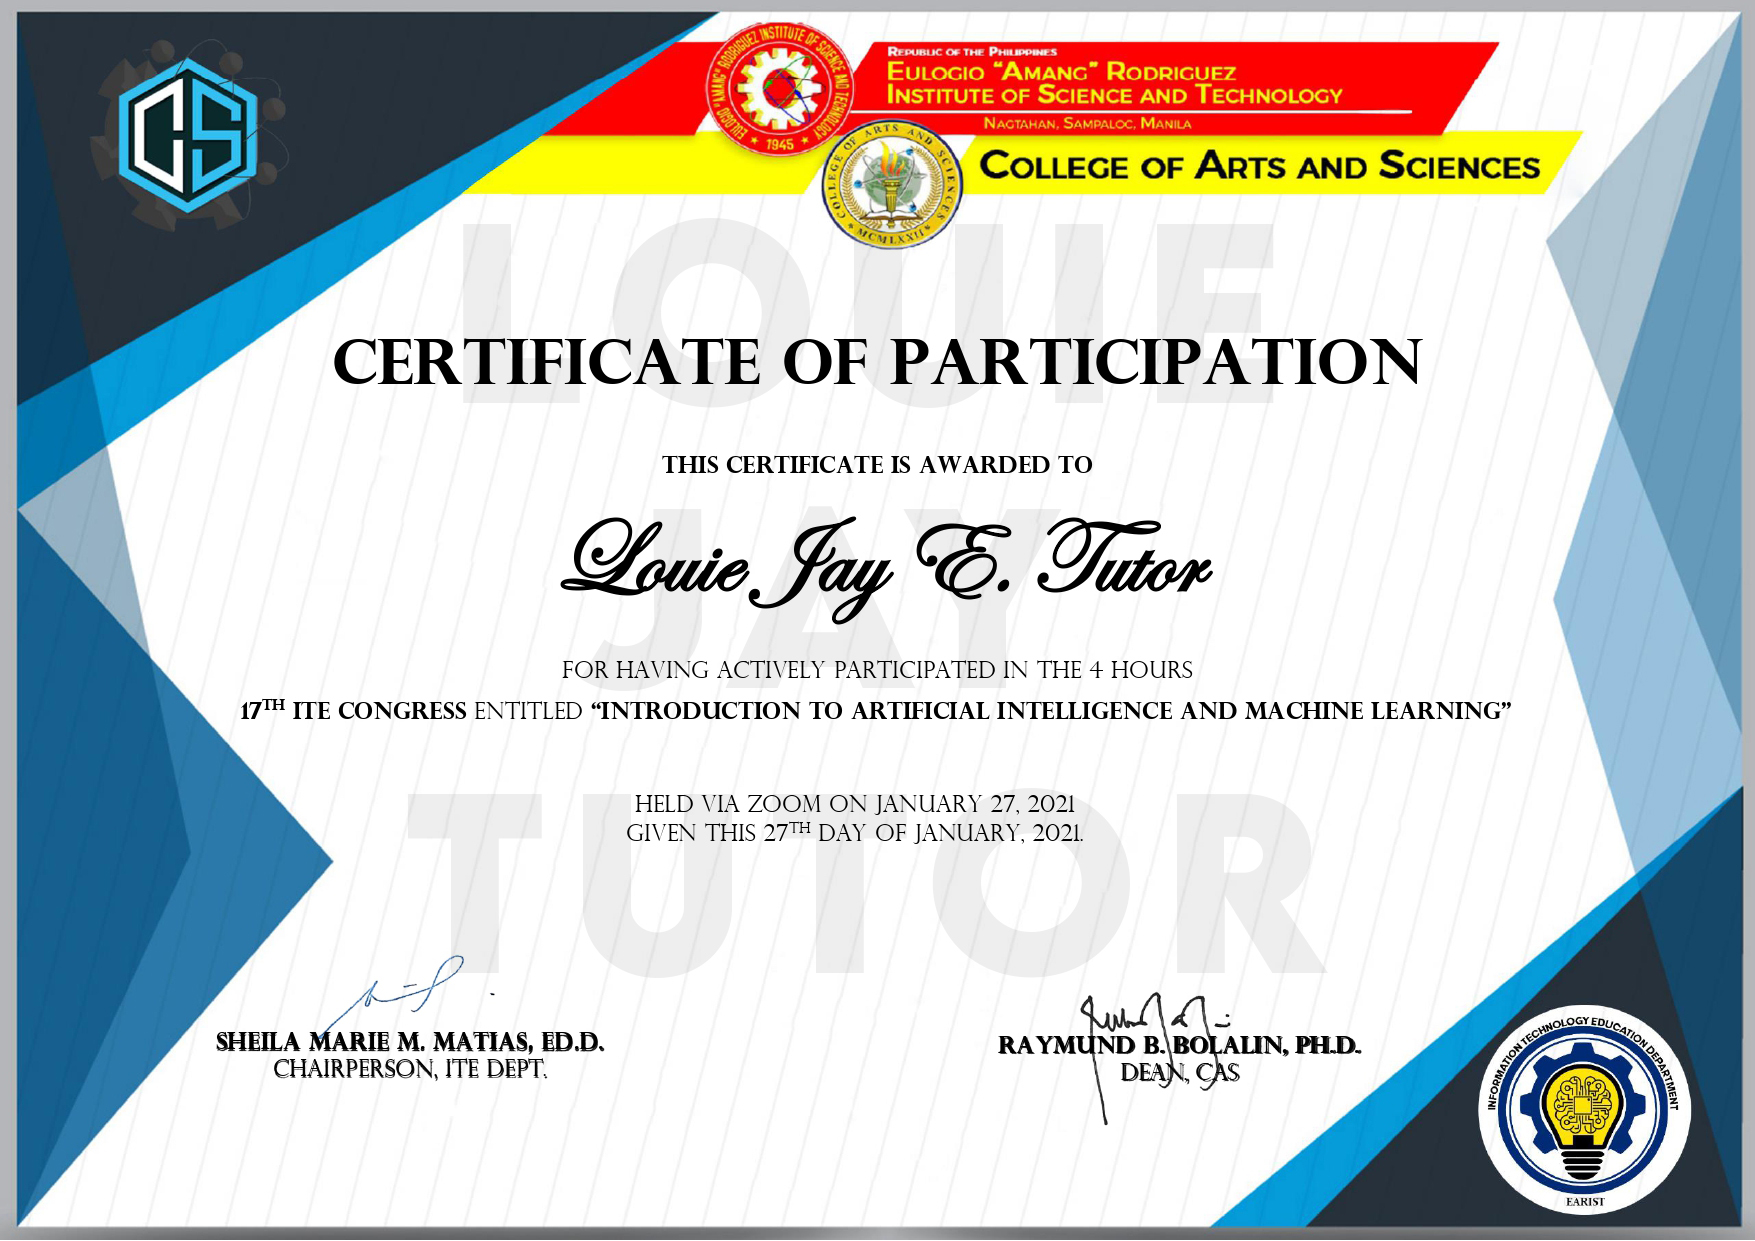 CS
EULOGIO "AMANG" RODRIGUEZ INSTITUTE OF SCIENCE AND TECHNOLOGY
1945
REPUBLIC OF THE PHILIPPINES
EULOGIO "AMANG" RODRIGUEZ
INSTITUTE OF SCIENCE AND TECHNOLOGY
NAGTAHAN, SAMPALOC, MANILA
COLLEGE OF ARTS AND SCIENCES
MCMLXXII
COLLEGE OF ARTS AND SCIENCES
LOUIE
CERTIFICATE OF PARTICIPATION
THIS CERTIFICATE IS AWARDED TO
JAY
Louie Jay E. Tutor
FOR HAVING ACTIVELY PARTICIPATED IN THE 4 HOURS
17TH ITE CONGRESS ENTITLED “INTRODUCTION TO ARTIFICIAL INTELLIGENCE AND MACHINE LEARNING”
TUTOR
HELD VIA ZOOM ON JANUARY 27, 2021
GIVEN THIS 27TH DAY OF JANUARY, 2021.
SHEILA MARIE M. MATIAS, ED.D.
CHAIRPERSON, ITE DEPT.
RAYMUND B. BOLALIN, PH.D.
DEAN, CAS
INFORMATION TECHNOLOGY EDUCATION DEPARTMENT
EARIST